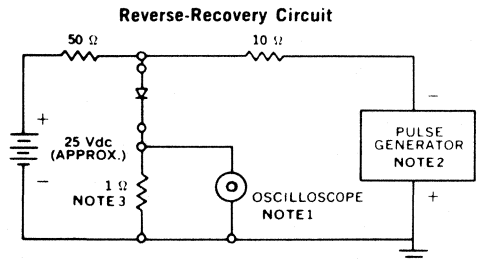 Reverse-Recovery Circuit
50 Ω
10 Ω
+
25 Vdc
(APPROX.)
−
1 Ω
NOTE 3
OSCILLOSCOPE
NOTE 1
−
PULSE
GENERATOR
NOTE 2
+